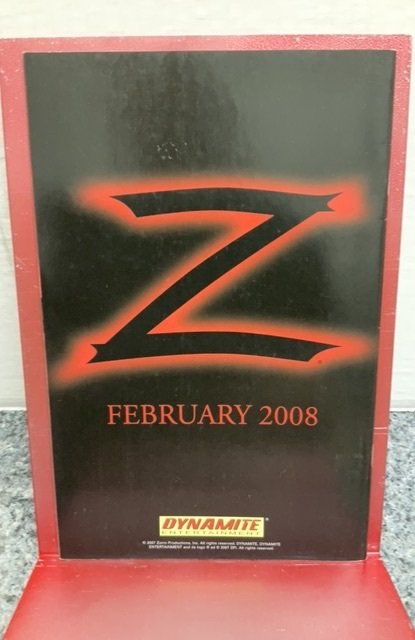 Z
FEBRUARY 2008
DYNAMITE®
ENTERTAINMENT
© 2007 Zorro Productions, Inc. All rights reserved. DYNAMITE, DYNAMITE
ENTERTAINMENT and its logo ® ad © 2007 DFI. All rights reserved.